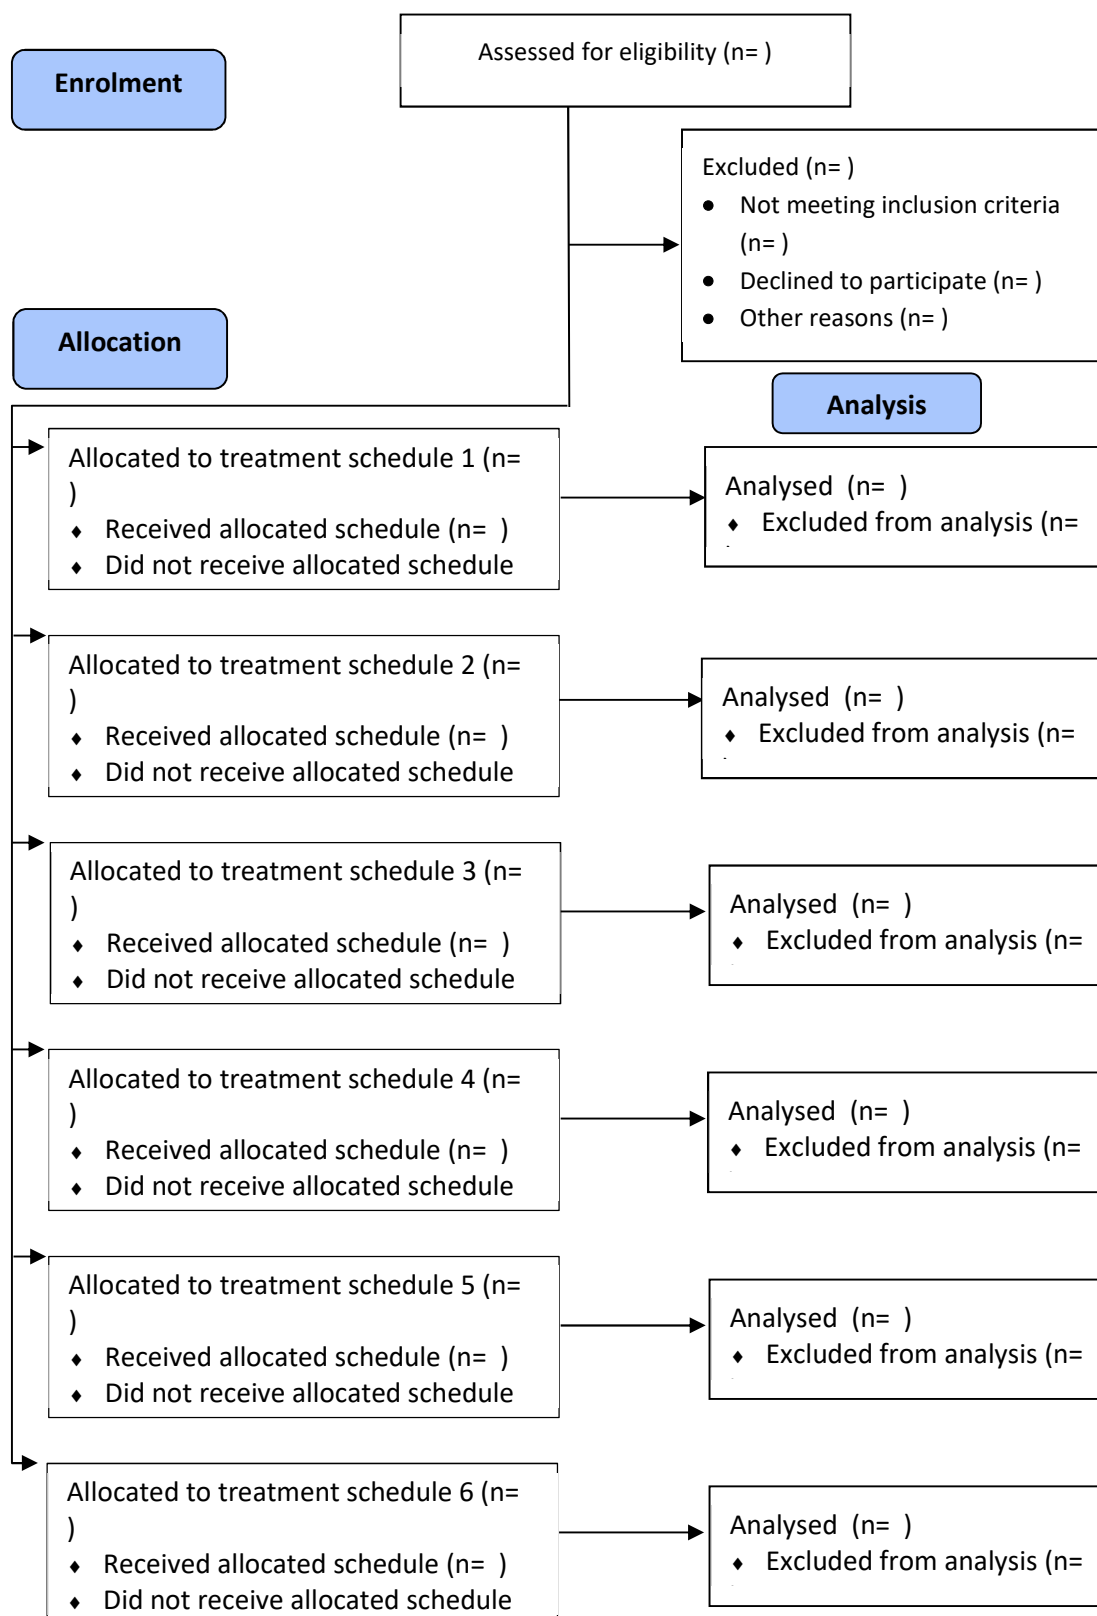 Assessed for eligibility (n= )
Enrolment
Excluded (n= )
● Not meeting inclusion criteria
(n= )
● Declined to participate (n= )
● Other reasons (n= )
Allocation
Analysis
Allocated to treatment schedule 1 (n=
)
♦ Received allocated schedule (n=  )
♦ Did not receive allocated schedule
Analysed  (n=  )
♦ Excluded from analysis (n=
Allocated to treatment schedule 2 (n=
)
♦ Received allocated schedule (n=  )
♦ Did not receive allocated schedule
Analysed  (n=  )
♦ Excluded from analysis (n=
Allocated to treatment schedule 3 (n=
)
♦ Received allocated schedule (n=  )
♦ Did not receive allocated schedule
Analysed  (n=  )
♦ Excluded from analysis (n=
Allocated to treatment schedule 4 (n=
)
♦ Received allocated schedule (n=  )
♦ Did not receive allocated schedule
Analysed  (n=  )
♦ Excluded from analysis (n=
Allocated to treatment schedule 5 (n=
)
♦ Received allocated schedule (n=  )
♦ Did not receive allocated schedule
Analysed  (n=  )
♦ Excluded from analysis (n=
Allocated to treatment schedule 6 (n=
)
♦ Received allocated schedule (n=  )
♦ Did not receive allocated schedule
Analysed  (n=  )
♦ Excluded from analysis (n=